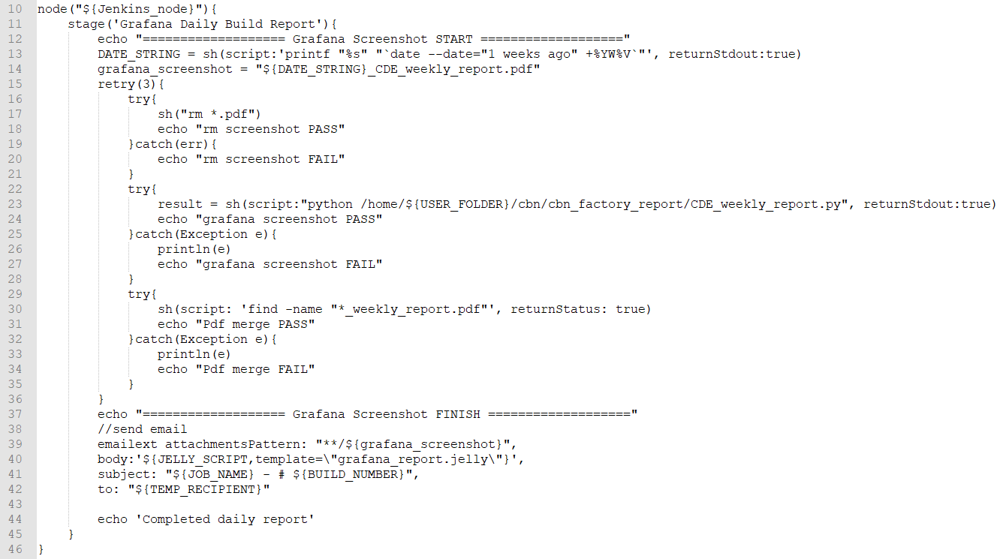 10 node("${Jenkins_node}"){
11     stage('Grafana Daily Build Report'){
12         echo "=================== Grafana Screenshot START ==================="
13         DATE_STRING = sh(script:'printf "%s" "`date --date="1 weeks ago" +%YW%V`"', returnStdout:true)
14         grafana_screenshot = "${DATE_STRING}_CDE_weekly_report.pdf"
15         retry(3){
16             try{
17                 sh("rm *.pdf")
18                 echo "rm screenshot PASS"
19             }catch(err){
20                 echo "rm screenshot FAIL"
21             }
22             try{
23                 result = sh(script:"python /home/${USER_FOLDER}/cbn/cbn_factory_report/CDE_weekly_report.py", returnStdout:true)
24                 echo "grafana screenshot PASS"
25             }catch(Exception e){
26                 println(e)
27                 echo "grafana screenshot FAIL"
28             }
29             try{
30                 sh(script: 'find -name "*_weekly_report.pdf"', returnStatus: true)
31                 echo "Pdf merge PASS"
32             }catch(Exception e){
33                 println(e)
34                 echo "Pdf merge FAIL"
35             }
36         }
37         echo "=================== Grafana Screenshot FINISH ==================="
38         //send email
39         emailext attachmentsPattern: "**/${grafana_screenshot}",
40         body:'${JELLY_SCRIPT,template=\"grafana_report.jelly\"}',
41         subject: "${JOB_NAME} - # ${BUILD_NUMBER}",
42         to: "${TEMP_RECIPIENT}"
43
44         echo 'Completed daily report'
45     }
46 }